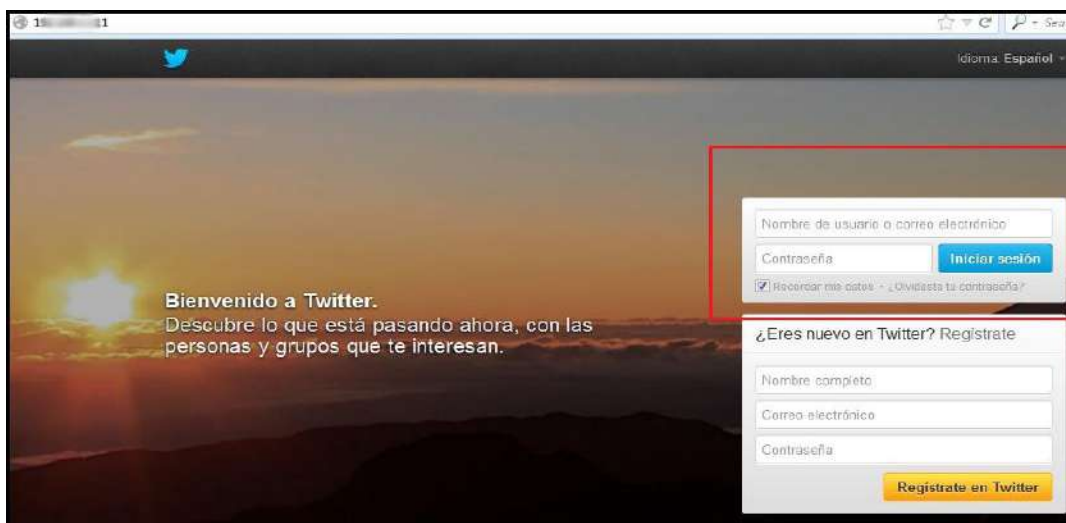 Sea
Idioma: Español
Nombre de usuario o correo electrónico
Contraseña
Iniciar sesión
Recordar mis datos · ¿Olvidaste tu contraseña?
Bienvenido a Twitter.
Descubre lo que está pasando ahora, con las
personas y grupos que te interesan.
¿Eres nuevo en Twitter? Regístrate
Nombre completo
Correo electrónico
Contraseña
Regístrate en Twitter